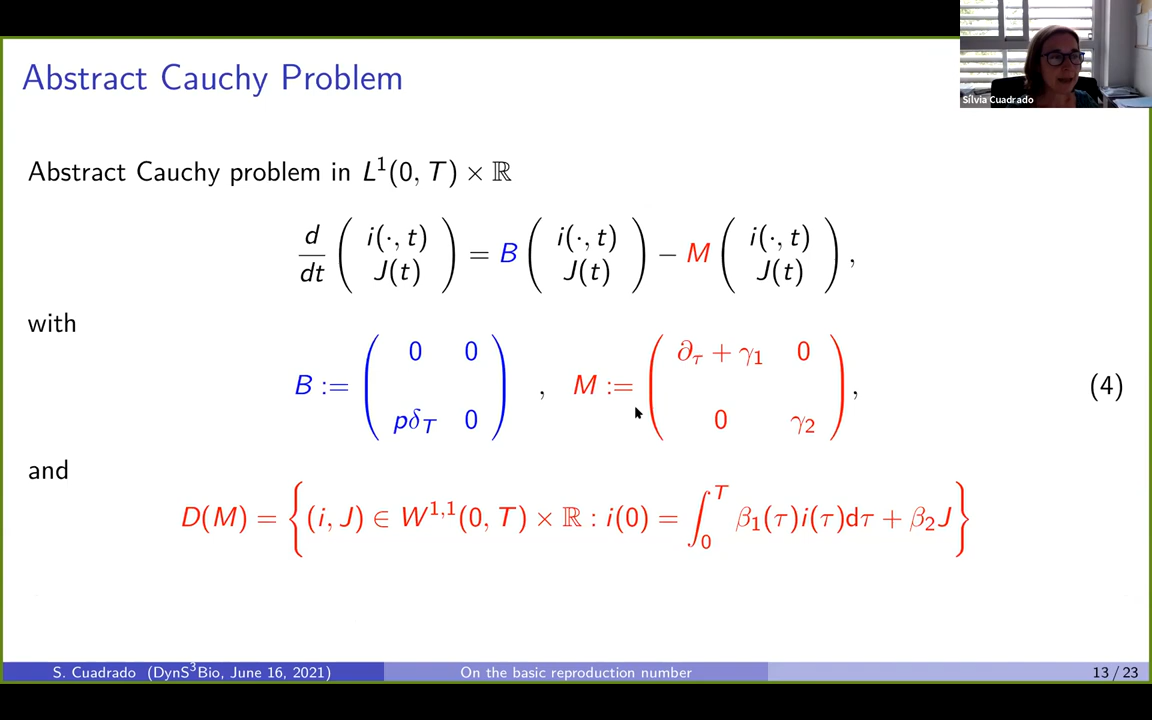 Sílvia Cuadrado
Abstract Cauchy Problem
Abstract Cauchy problem in L¹(0, T) × ℝ
d/dt ( i(·, t) J(t) ) = B ( i(·, t) J(t) ) − M ( i(·, t) J(t) ) ,
with
B := ( 0 0 pδ_T 0 ) , M := ( ∂_τ + γ₁ 0 0 γ₂ ) , (4)
and
D(M) = { (i, J) ∈ W^{1,1}(0, T) × ℝ : i(0) = ∫₀^T β₁(τ)i(τ)dτ + β₂J }
S. Cuadrado (DynS³Bio, June 16, 2021) On the basic reproduction number 13 / 23